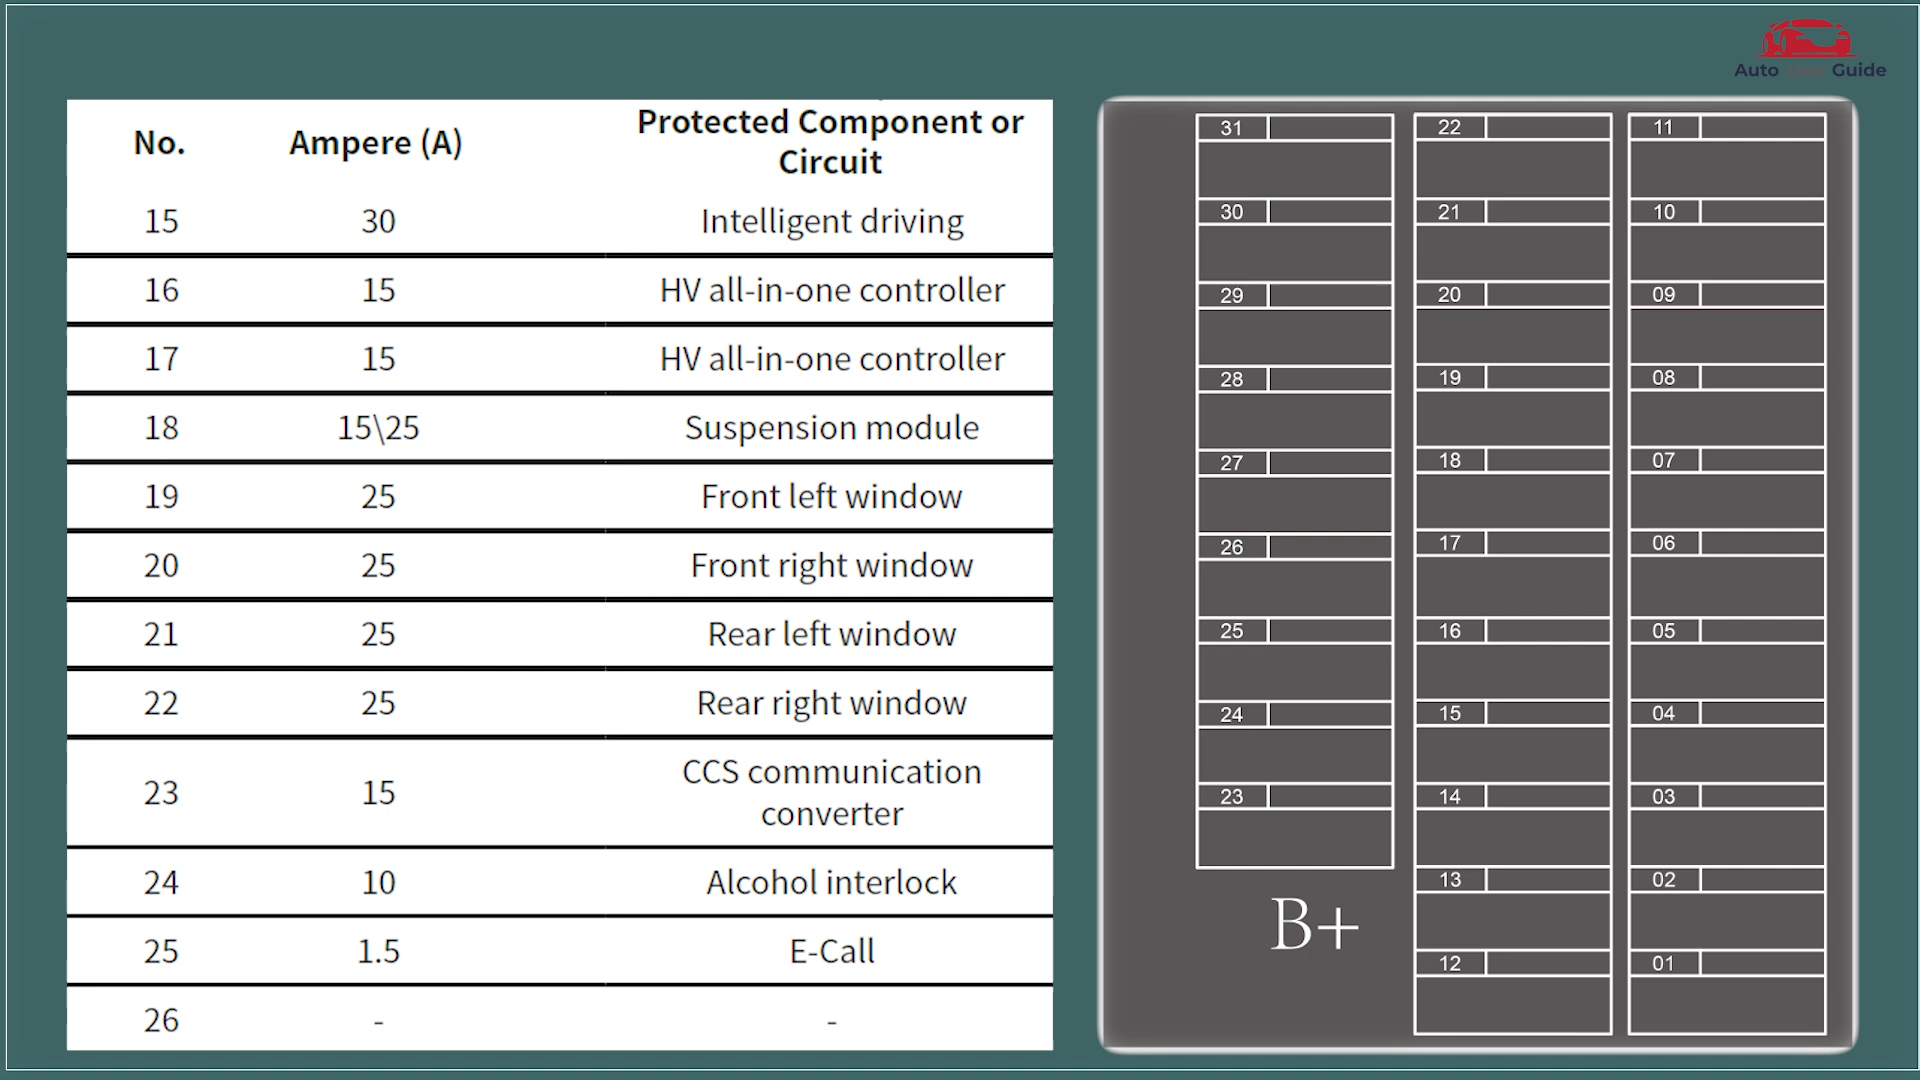 Auto Guide
No. Ampere (A) Protected Component or
Circuit
15 30 Intelligent driving
16 15 HV all-in-one controller
17 15 HV all-in-one controller
18 15\25 Suspension module
19 25 Front left window
20 25 Front right window
21 25 Rear left window
22 25 Rear right window
23 15 CCS communication
converter
24 10 Alcohol interlock
25 1.5 E-Call
26 - -
31 22 11
30 21 10
29 20 09
28 19 08
27 18 07
26 17 06
25 16 05
24 15 04
23 14 03
13 02
B+
12 01